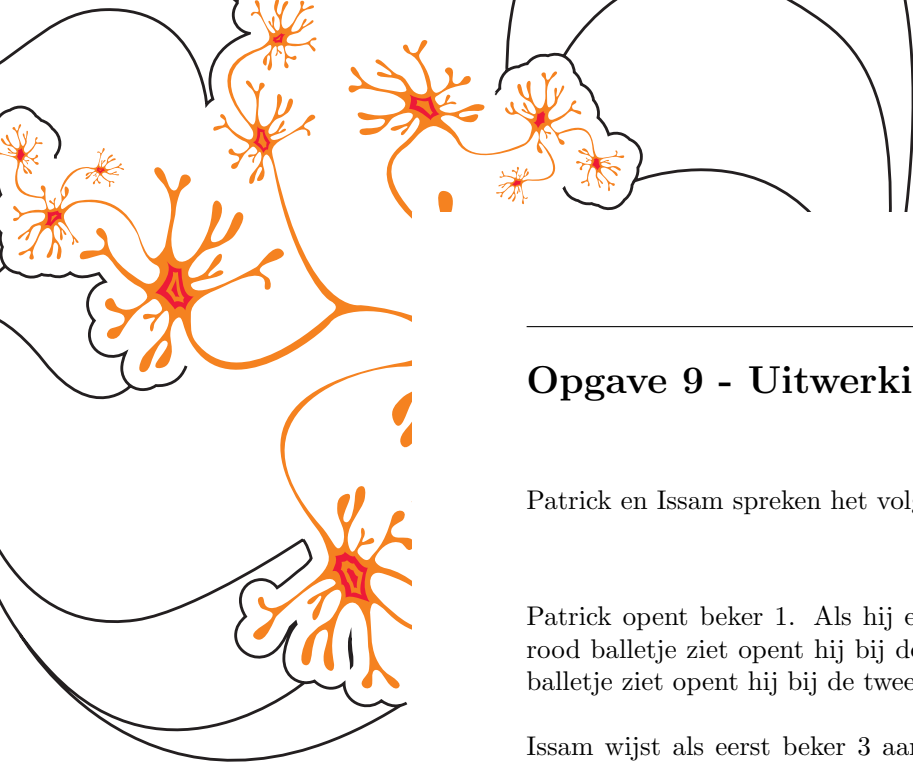 Opgave 9 - Uitwerki
Patrick en Issam spreken het vol
Patrick opent beker 1. Als hij e
rood balletje ziet opent hij bij de
balletje ziet opent hij bij de twee
Issam wijst als eerst beker 3 aan